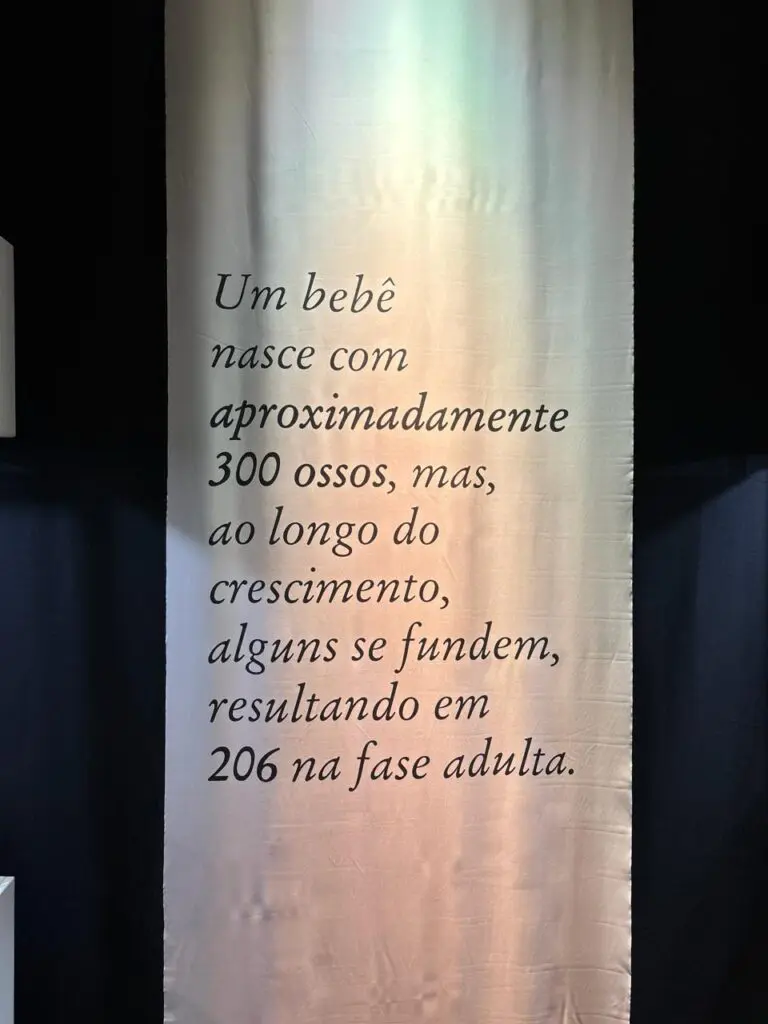 Um bebê
nasce com
aproximadamente
300 ossos, mas,
ao longo do
crescimento,
alguns se fundem,
resultando em
206 na fase adulta.